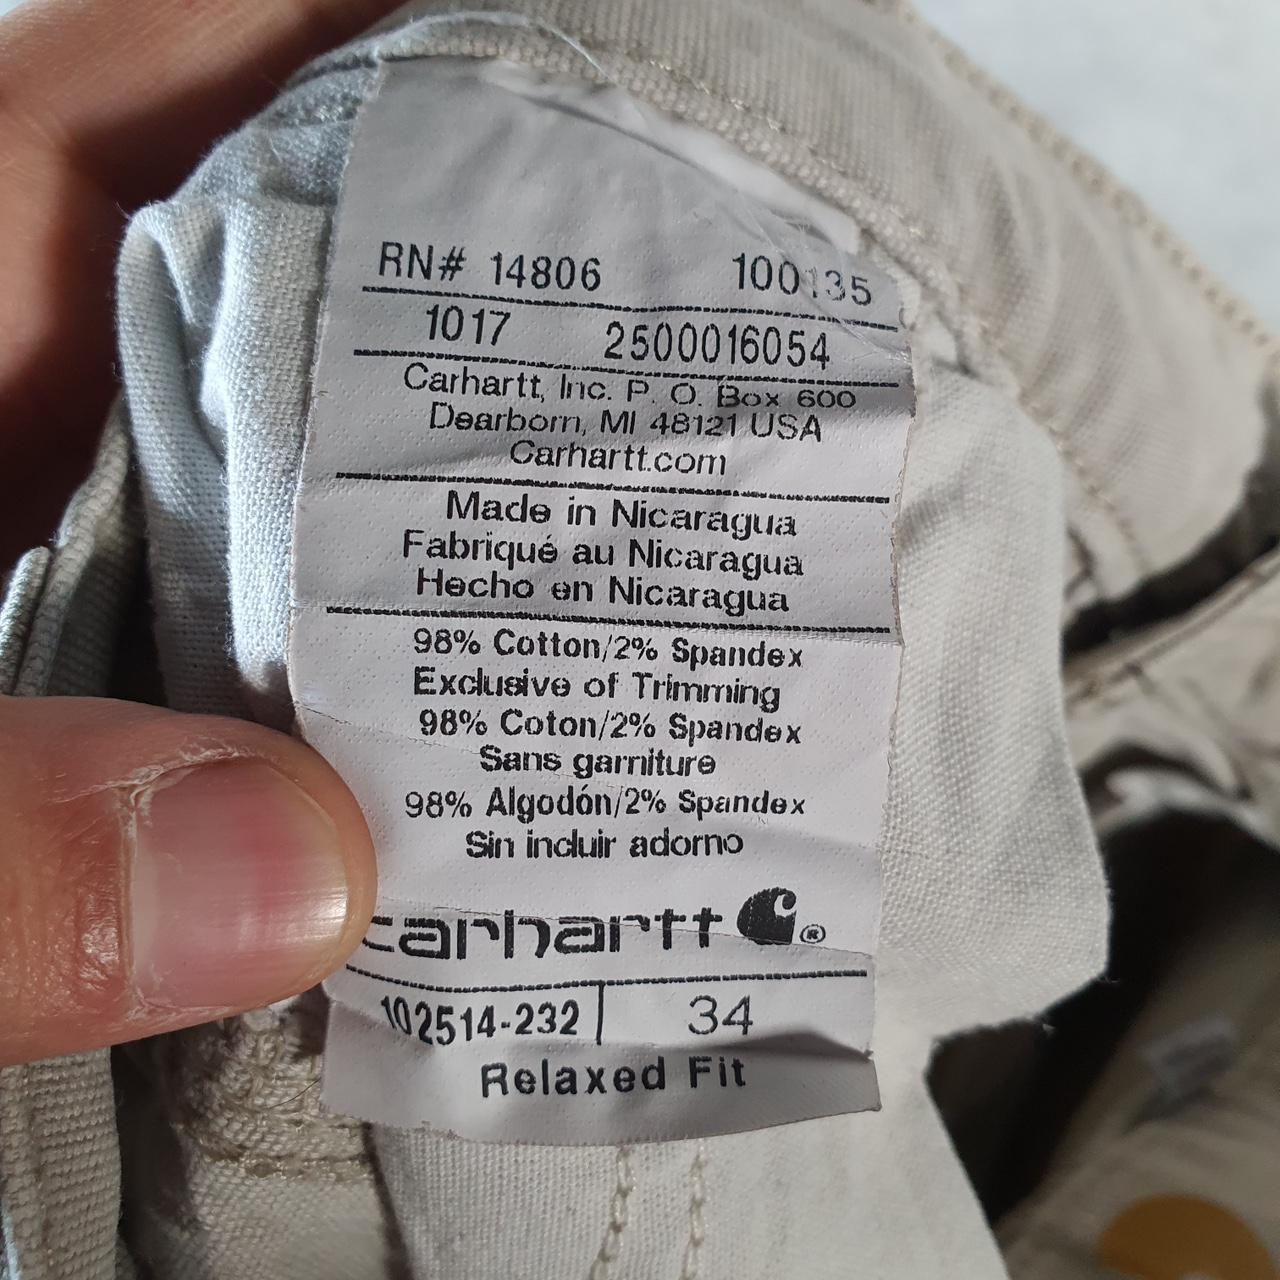 RN# 14806 100135
1017 2500016054
Carhartt, Inc. P. O. Box 600
Dearborn, MI 48121 USA
Carhartt.com
Made in Nicaragua
Fabriqué au Nicaragua
Hecho en Nicaragua
98% Cotton/2% Spandex
Exclusive of Trimming
98% Coton/2% Spandex
Sans garniture
98% Algodón/2% Spandex
Sin incluir adorno
carhartt ®
102514-232 | 34
Relaxed Fit